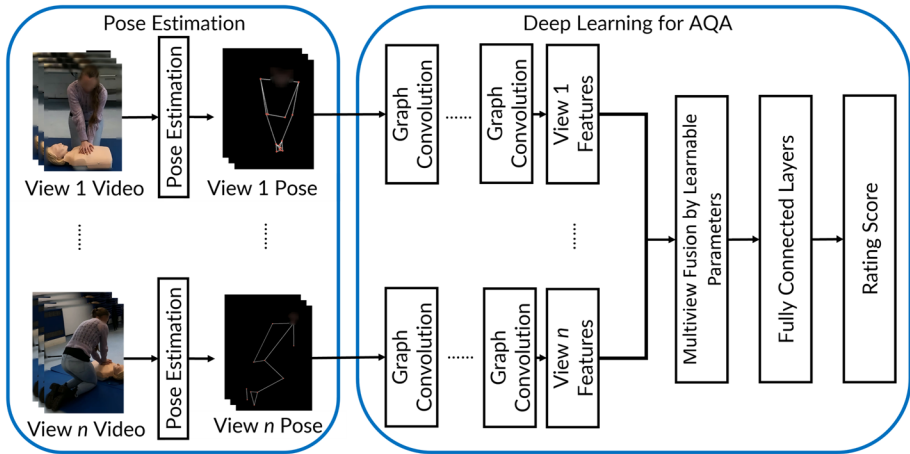 Pose Estimation
Deep Learning for AQA
Pose Estimation
View 1 Video
View 1 Pose
Graph
Convolution
......
Graph
Convolution
View 1
Features
......
......
......
Multiview Fusion by Learnable
Parameters
Fully Connected Layers
Rating Score
Pose Estimation
View n Video
View n Pose
Graph
Convolution
......
Graph
Convolution
View n
Features